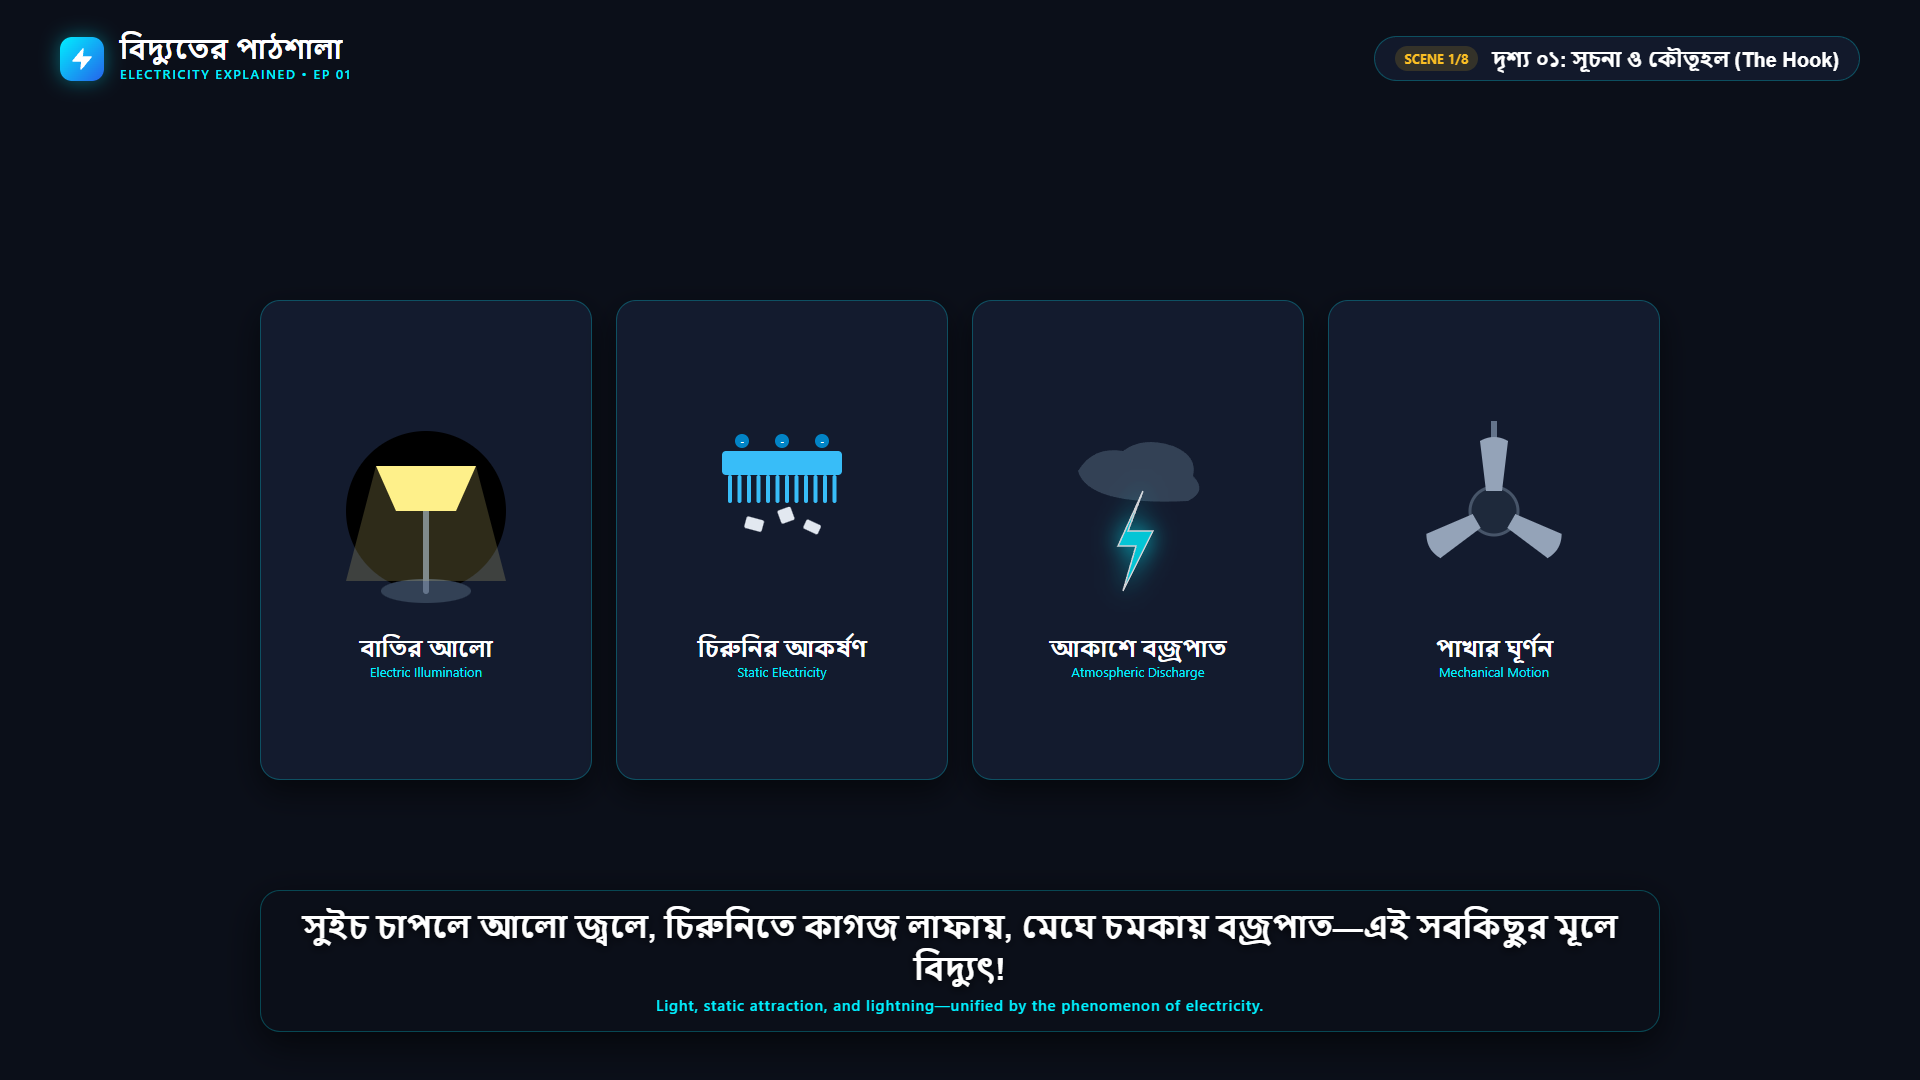 বিদ্যুতের পাঠশালা
ELECTRICITY EXPLAINED • EP 01
SCENE 1/8 দৃশ্য ০১: সূচনা ও কৌতূহল (The Hook)
- - -
বাতির আলো
Electric Illumination
চিরুনির আকর্ষণ
Static Electricity
আকাশে বজ্রপাত
Atmospheric Discharge
পাখার ঘূর্ণন
Mechanical Motion
সুইচ চাপলে আলো জ্বলে, চিরুনিতে কাগজ লাফায়, মেঘে চমকায় বজ্রপাত—এই সবকিছুর মূলে
বিদ্যুৎ!
Light, static attraction, and lightning—unified by the phenomenon of electricity.